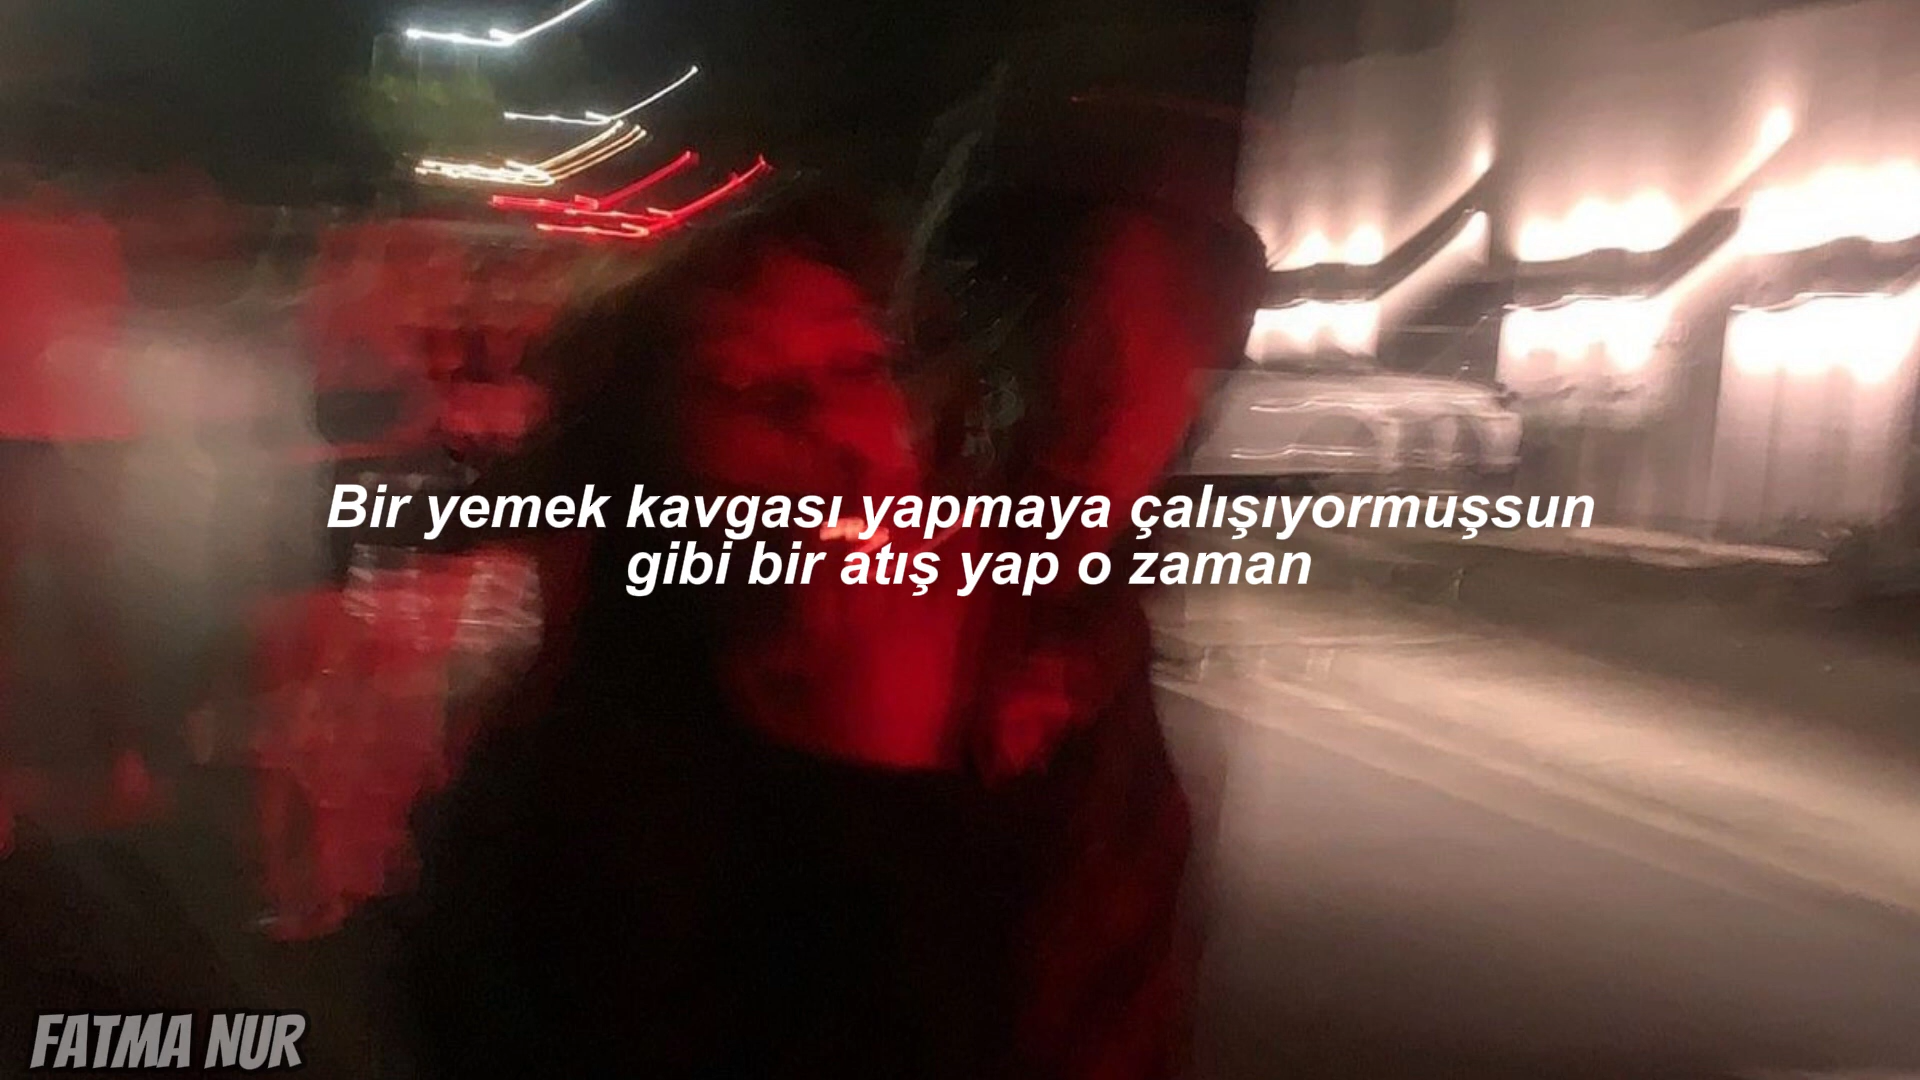 Bir yemek kavgası yapmaya çalışıyormuşsun
gibi bir atış yap o zaman
FATMA NUR